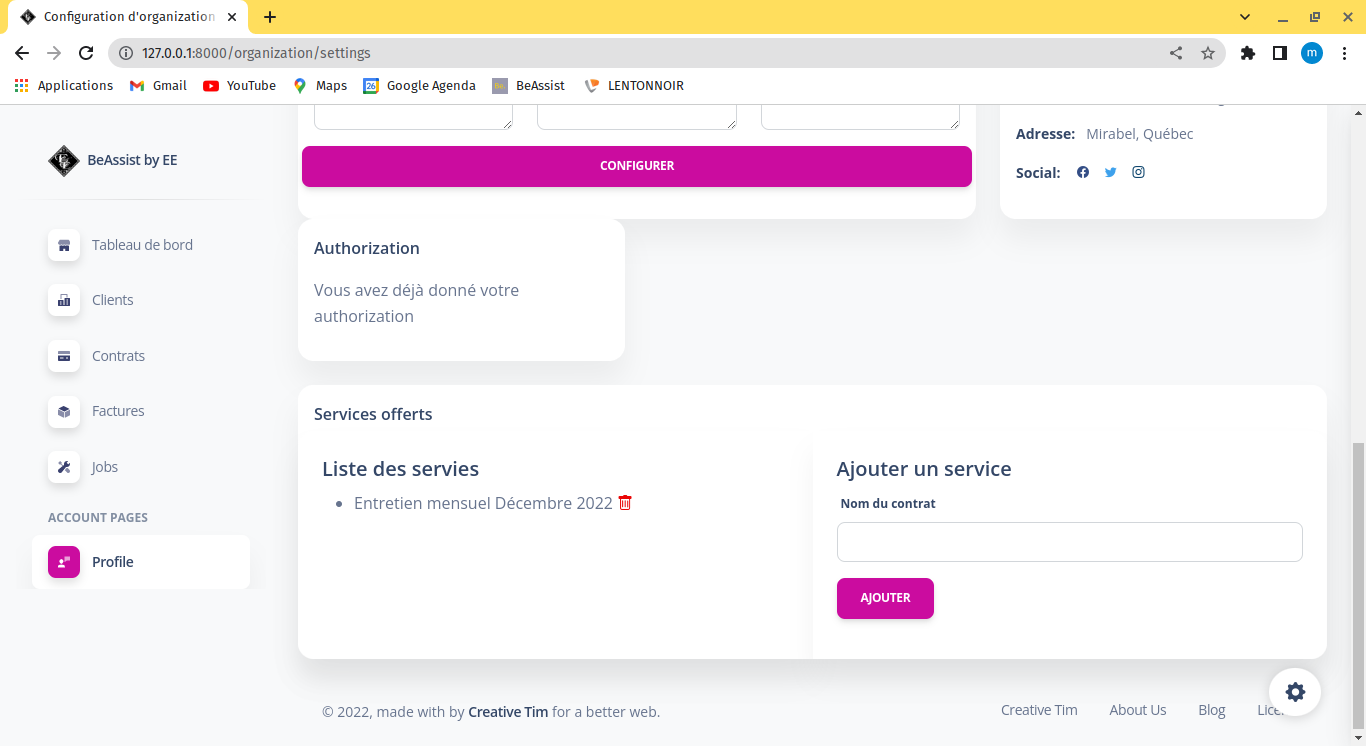 Configuration d'organization
127.0.0.1:8000/organization/settings
m
Applications
Gmail
YouTube
Maps
26
Google Agenda
BeAssist
LENTONNOIR
BeAssist by EE
Tableau de bord
Clients
Contrats
Factures
Jobs
ACCOUNT PAGES
Profile
CONFIGURER
Adresse: Mirabel, Québec
Social:
Authorization
Vous avez déjà donné votre
authorization
Services offerts
Liste des servies
Entretien mensuel Décembre 2022
Ajouter un service
Nom du contrat
AJOUTER
© 2022, made with by Creative Tim for a better web.
Creative Tim
About Us
Blog